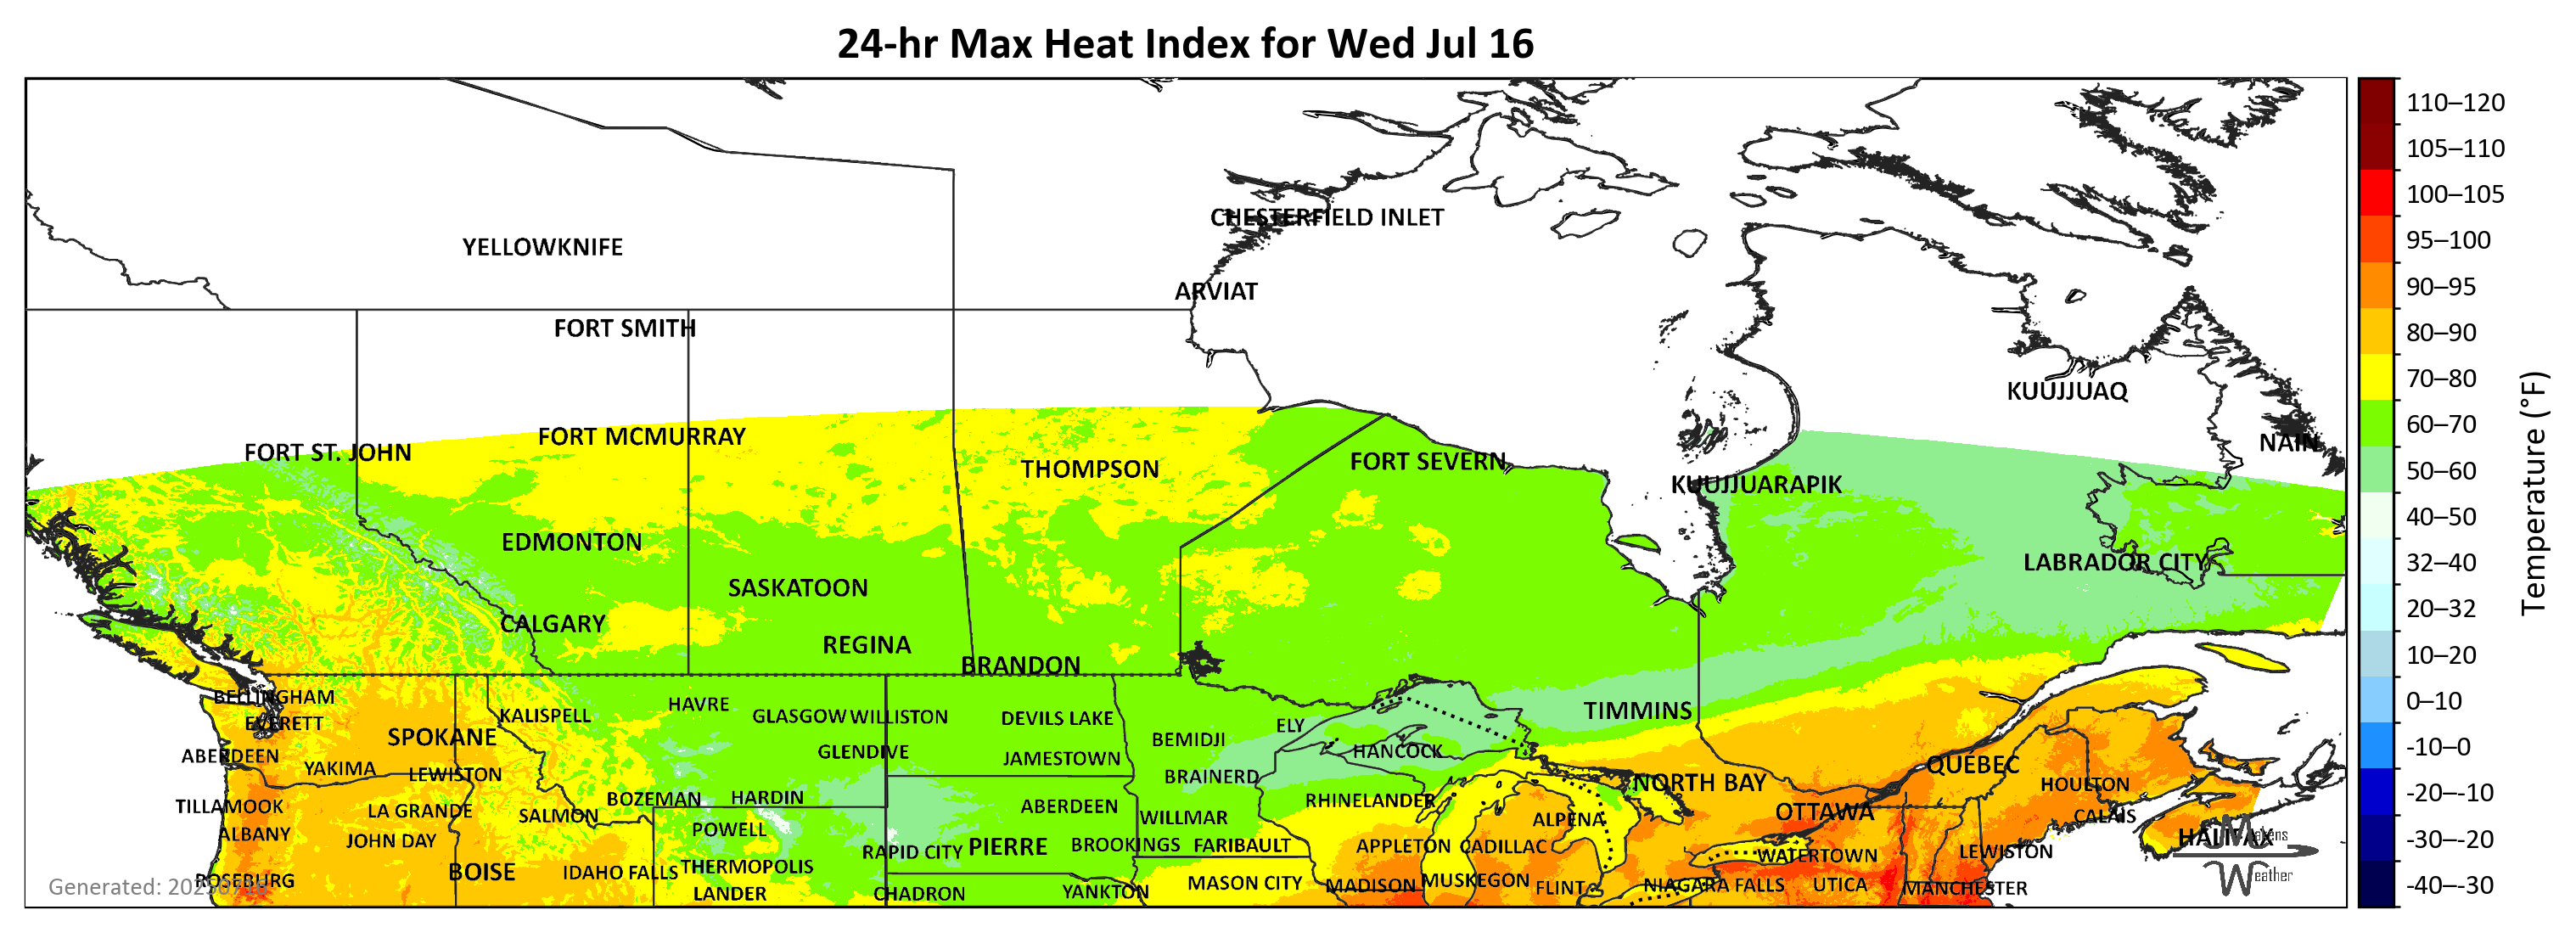 24-hr Max Heat Index for Wed Jul 16
CHESTERFIELD INLET
YELLOWKNIFE
ARVIAT
FORT SMITH
KUUJJUAQ
FORT MCMURRAY
NAIN
FORT ST. JOHN
FORT SEVERN
THOMPSON
KUUJJUARAPIK
EDMONTON
LABRADOR CITY
SASKATOON
CALGARY
REGINA
BRANDON
BELLINGHAM
HAVRE
TIMMINS
KALISPELL
GLASGOW
WILLISTON
DEVILS LAKE
EVERETT
ELY
SPOKANE
BEMIDJI
HANCOCK
GLENDIVE
ABERDEEN
JAMESTOWN
QUÉBEC
YAKIMA
LEWISTON
BRAINERD
NORTH BAY
HOULTON
BOZEMAN
HARDIN
RHINELANDER
TILLAMOOK
ABERDEEN
LA GRANDE
OTTAWA
SALMON
CALAIS
WILLMAR
ALPENA
POWELL
ALBANY
HALIFAX
JOHN DAY
PIERRE
BROOKINGS
FARIBAULT
APPLETON
CADILLAC
RAPID CITY
LEWISTON
WATERTOWN
THERMOPOLIS
BOISE
IDAHO FALLS
ROSEBURG
MUSKEGON
MASON CITY
MADISON
NIAGARA FALLS
UTICA
FLINT
MANCHESTER
LANDER
CHADRON
YANKTON
Makens
Weather
110–120
105–110
100–105
95–100
90–95
80–90
70–80
60–70
50–60
40–50
32–40
20–32
10–20
0–10
-10–0
-20–-10
-30–-20
-40–-30
Temperature (°F)